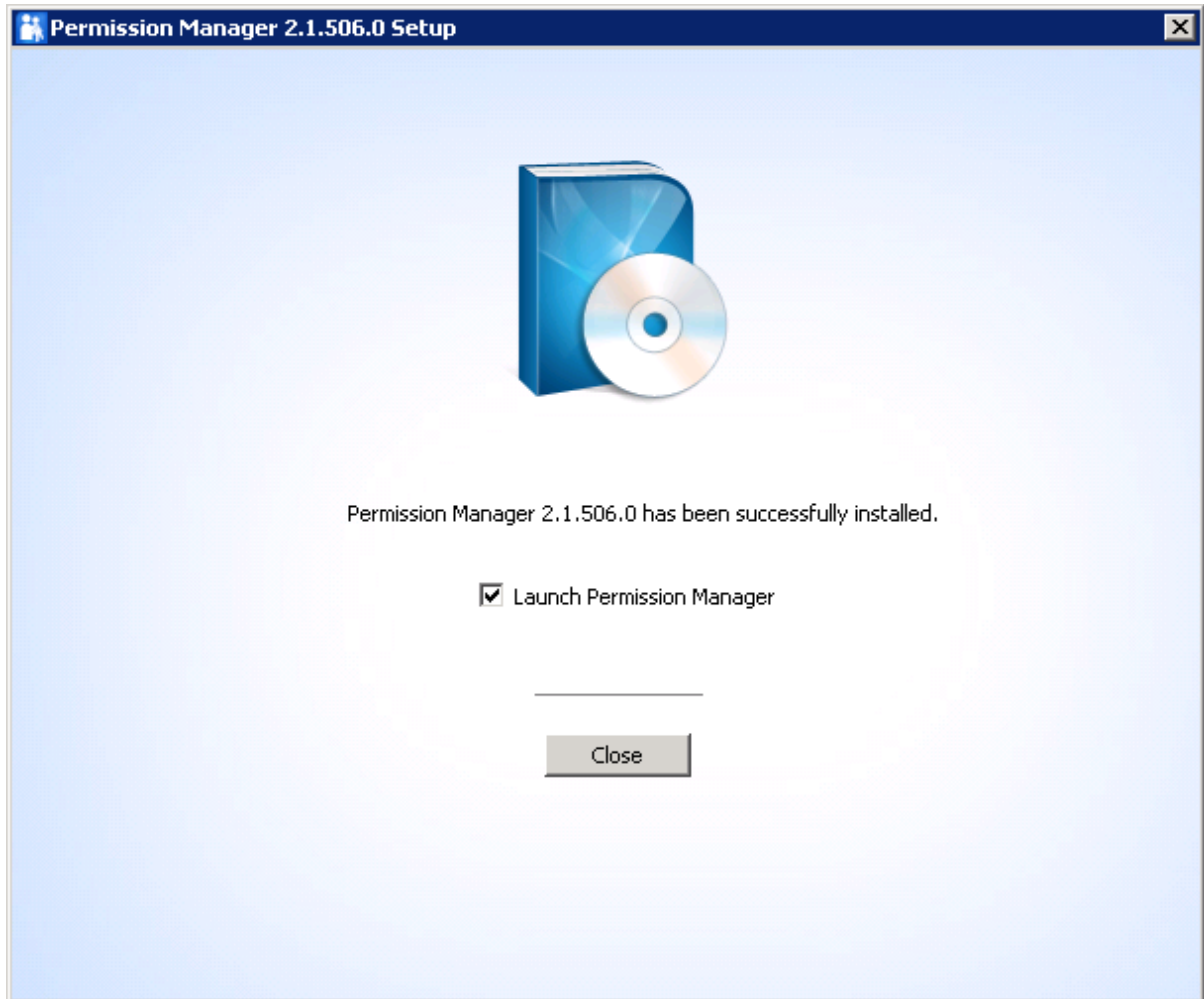 Permission Manager 2.1.506.0 Setup
Permission Manager 2.1.506.0 has been successfully installed.
Launch Permission Manager
Close